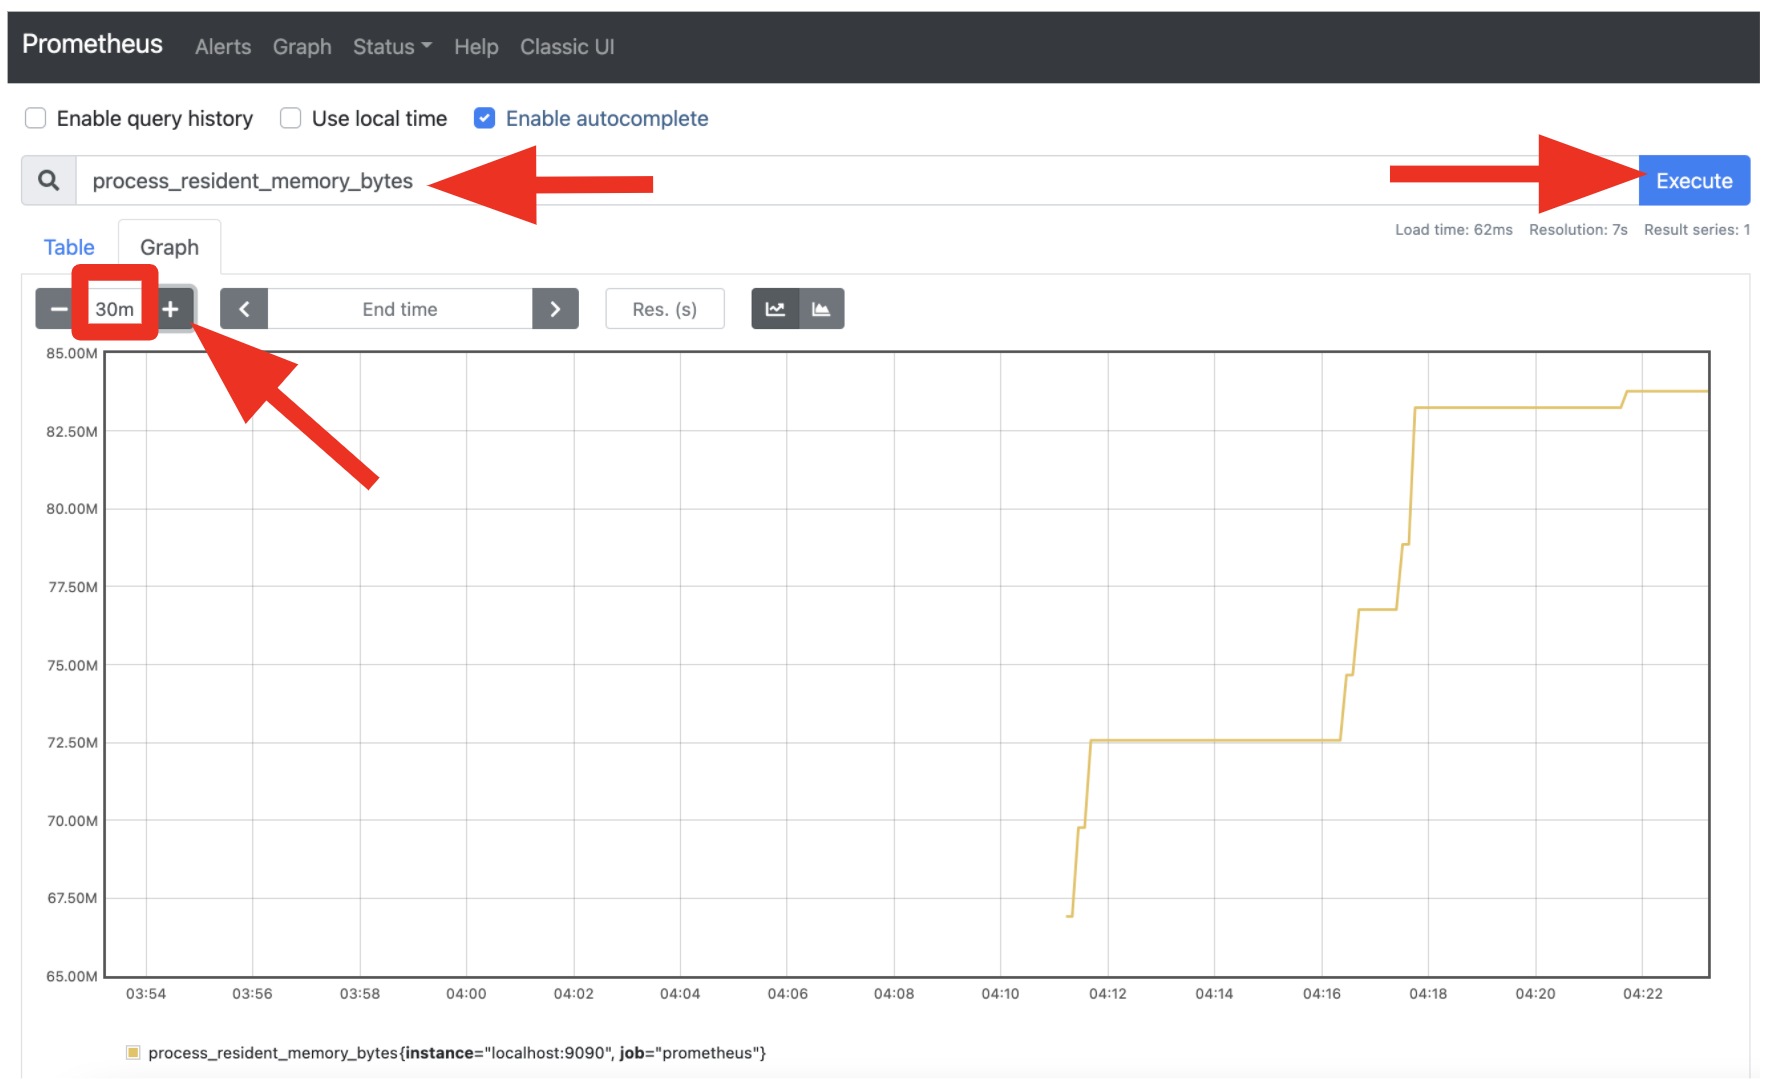 Prometheus Alerts Graph Status Help Classic UI
Enable query history Use local time Enable autocomplete
process_resident_memory_bytes Execute
Load time: 62ms Resolution: 7s Result series: 1
Table Graph
30m End time Res. (s)
85.00M
82.50M
80.00M
77.50M
75.00M
72.50M
70.00M
67.50M
65.00M
03:54 03:56 03:58 04:00 04:02 04:04 04:06 04:08 04:10 04:12 04:14 04:16 04:18 04:20 04:22
process_resident_memory_bytes{instance="localhost:9090", job="prometheus"}